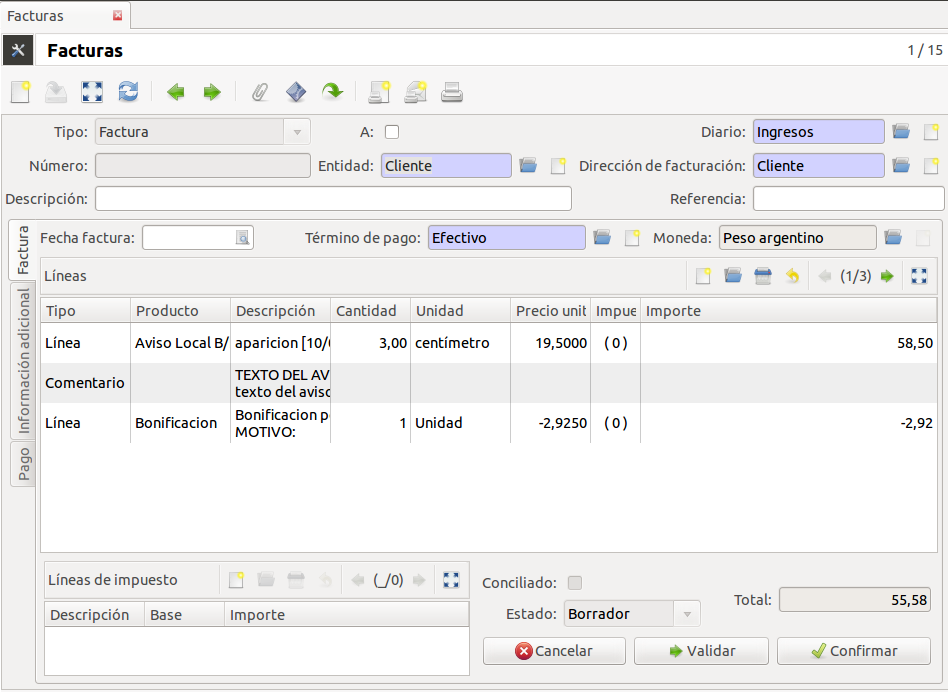 Facturas
Facturas
1 / 15
Tipo: Factura
A:
Diario: Ingresos
Número:
Entidad: Cliente
Dirección de facturación: Cliente
Descripción:
Referencia:
Factura
Información adicional
Pago
Fecha factura:
Término de pago: Efectivo
Moneda: Peso argentino
Líneas
(1/3)
Tipo Producto Descripción Cantidad Unidad Precio unit Impue Importe
Línea Aviso Local B/ aparicion [10/ 3,00 centímetro 19,5000 ( 0 ) 58,50
Comentario TEXTO DEL AV
texto del aviso
Línea Bonificacion Bonificacion p 1 Unidad -2,9250 ( 0 ) -2,92
MOTIVO:
Líneas de impuesto
(_/0)
Descripción Base Importe
Conciliado:
Estado: Borrador
Total: 55,58
Cancelar
Validar
Confirmar